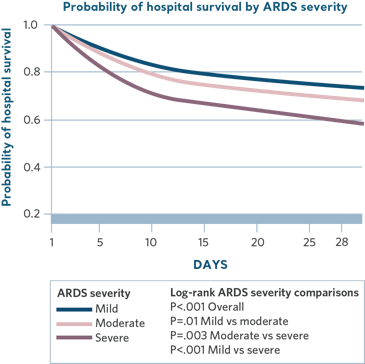 Probability of hospital survival by ARDS severity
Probability of hospital survival
1.0
0.8
0.6
0.4
0.2
1 5 10 15 20 25 28
DAYS
ARDS severity
Mild
Moderate
Severe
Log-rank ARDS severity comparisons
P<.001 Overall
P=.01 Mild vs moderate
P=.003 Moderate vs severe
P<.001 Mild vs severe